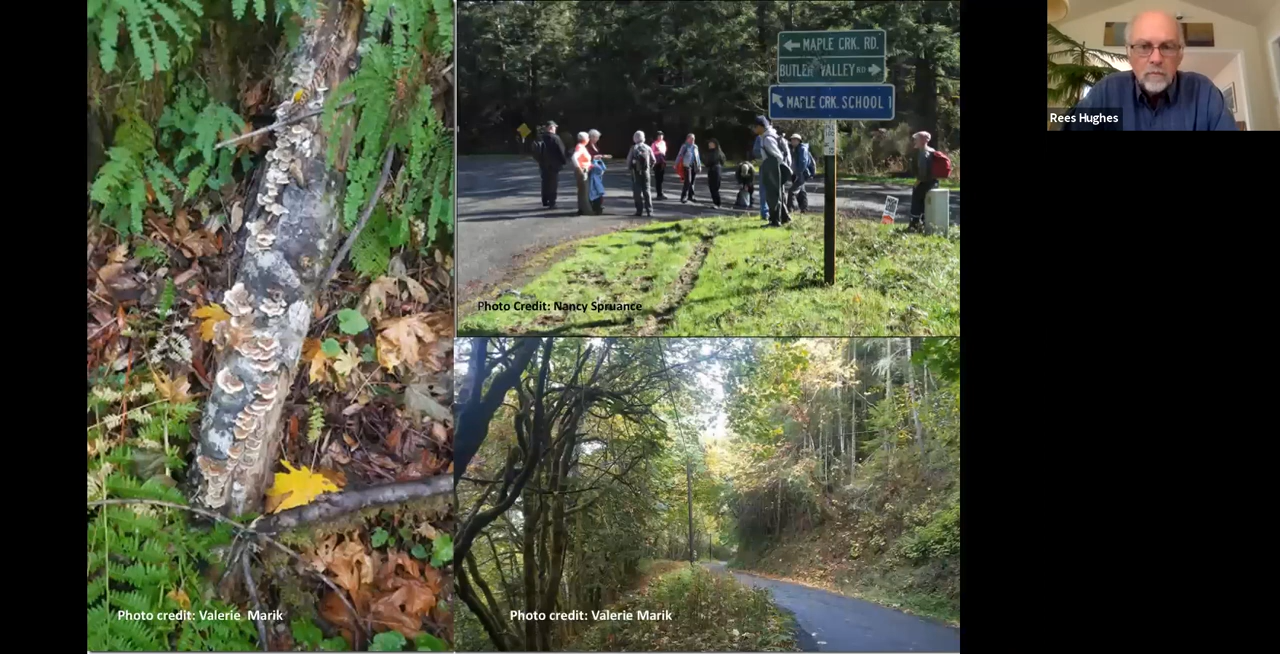 MAPLE CRK. RD.
BUTLER VALLEY RD
MAPLE CRK. SCHOOL 1
Rees Hughes
Photo Credit: Nancy Spruance
Photo credit: Valerie Marik
Photo credit: Valerie Marik